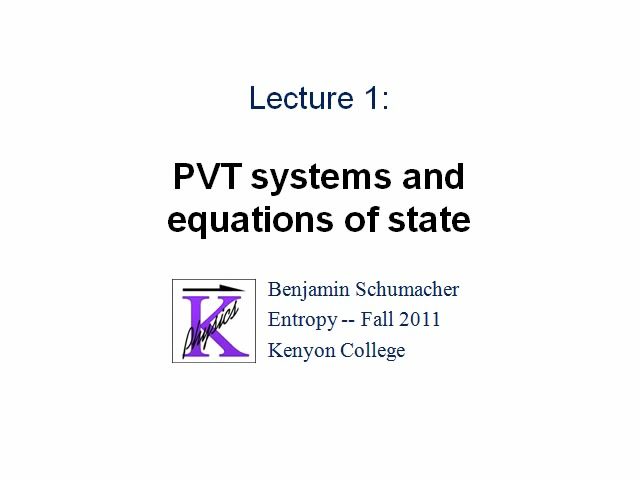 Lecture 1:
PVT systems and
equations of state
Benjamin Schumacher
Entropy -- Fall 2011
Kenyon College
K
Physics